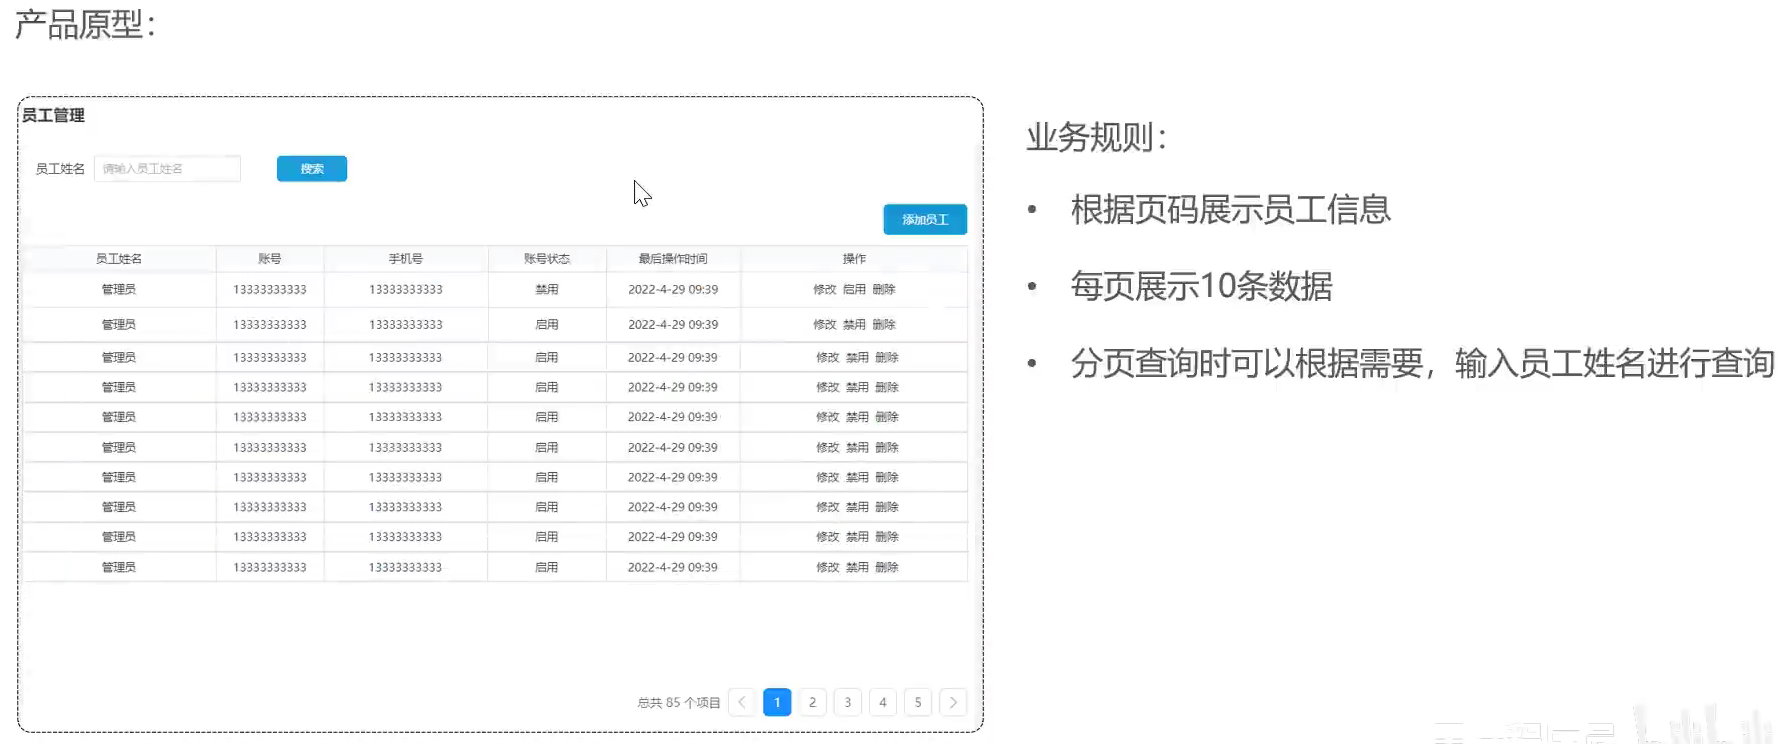 产品原型：
员工管理
员工姓名 请输入员工姓名 搜索
添加员工
员工姓名 账号 手机号 账号状态 最后操作时间 操作
管理员 13333333333 13333333333 禁用 2022-4-29 09:39 修改 启用 删除
管理员 13333333333 13333333333 启用 2022-4-29 09:39 修改 禁用 删除
管理员 13333333333 13333333333 启用 2022-4-29 09:39 修改 禁用 删除
管理员 13333333333 13333333333 启用 2022-4-29 09:39 修改 禁用 删除
管理员 13333333333 13333333333 启用 2022-4-29 09:39 修改 禁用 删除
管理员 13333333333 13333333333 启用 2022-4-29 09:39 修改 禁用 删除
管理员 13333333333 13333333333 启用 2022-4-29 09:39 修改 禁用 删除
管理员 13333333333 13333333333 启用 2022-4-29 09:39 修改 禁用 删除
管理员 13333333333 13333333333 启用 2022-4-29 09:39 修改 禁用 删除
管理员 13333333333 13333333333 启用 2022-4-29 09:39 修改 禁用 删除
总共 85 个项目 < 1 2 3 4 5 >
业务规则：
• 根据页码展示员工信息
• 每页展示10条数据
• 分页查询时可以根据需要，输入员工姓名进行查询